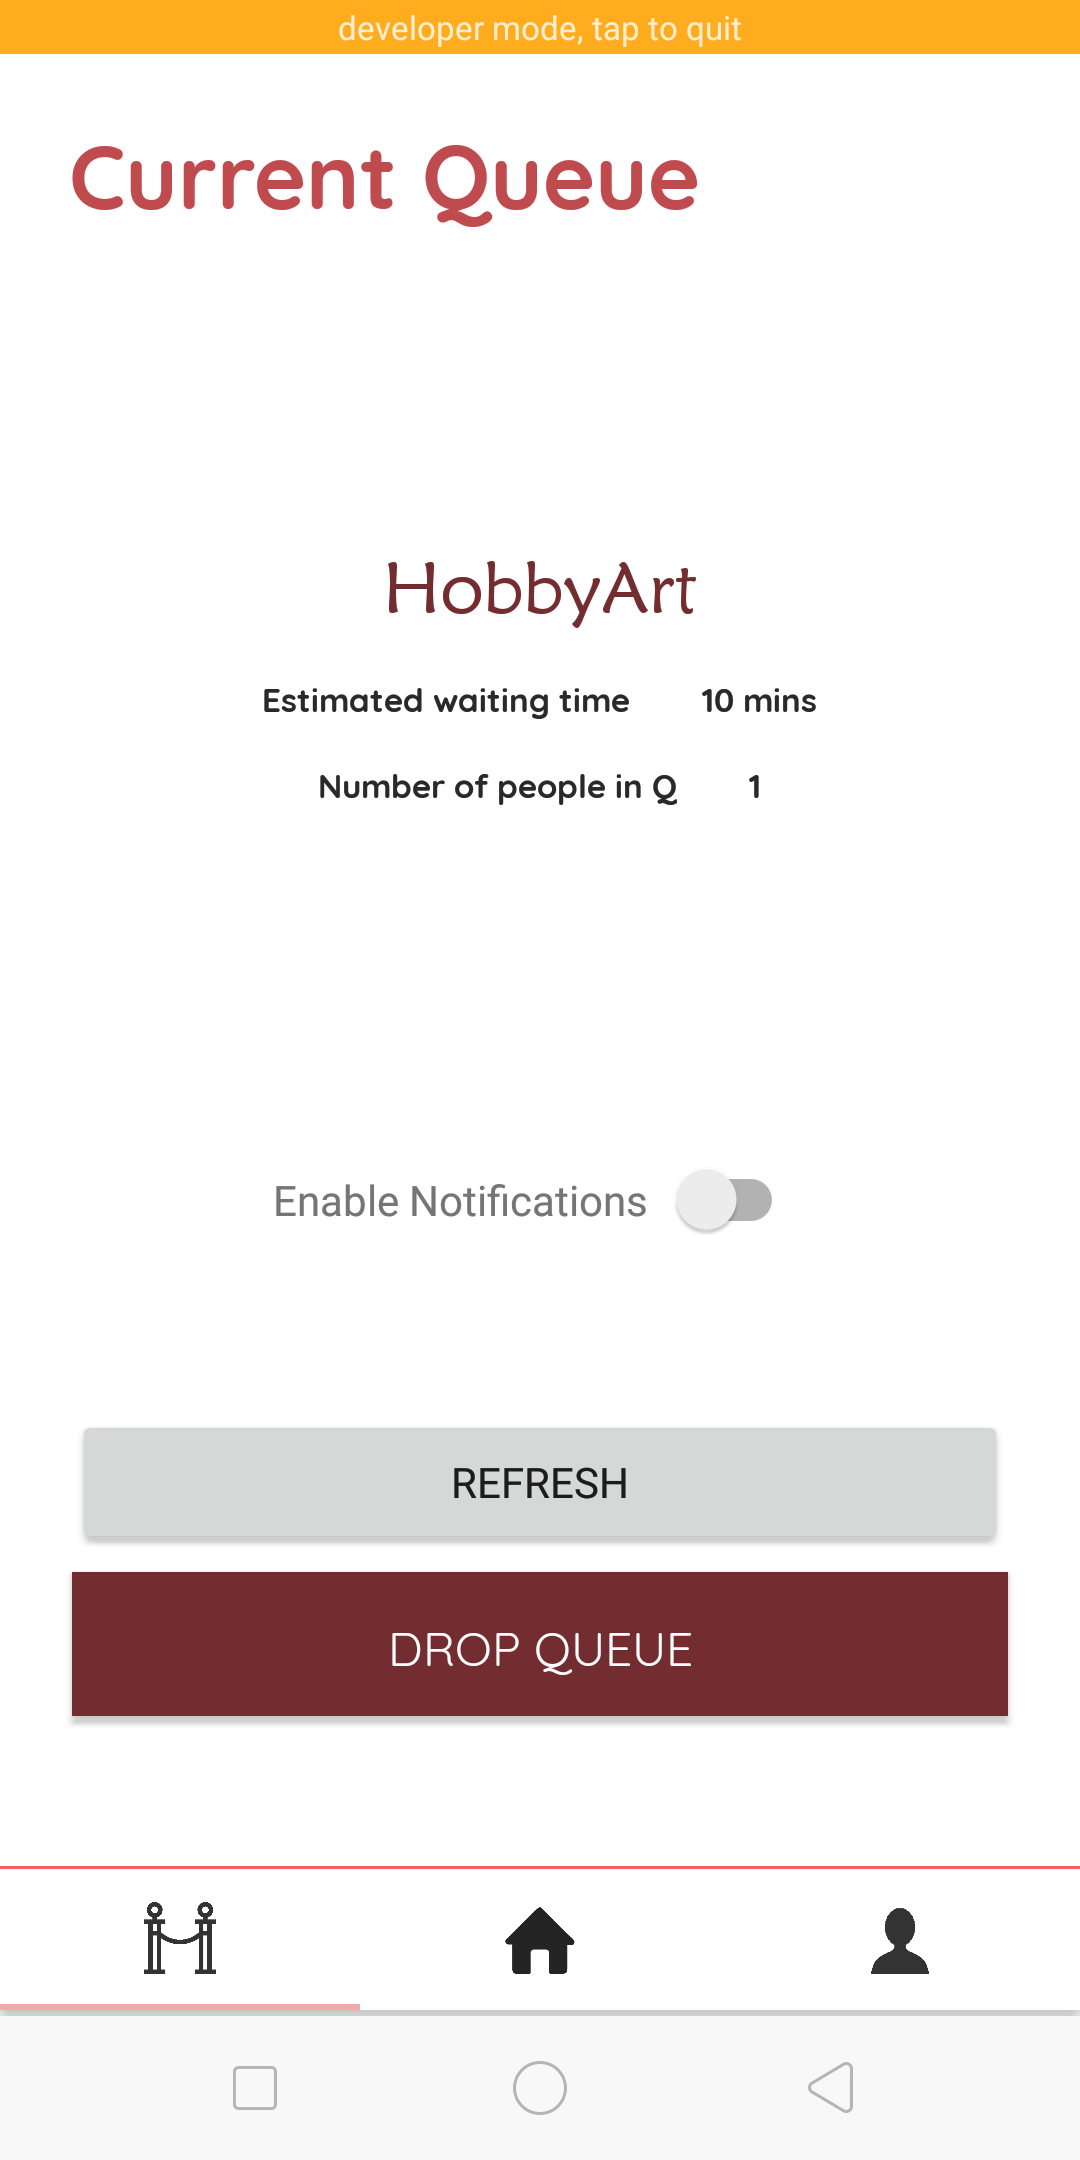 developer mode, tap to quit
Current Queue
HobbyArt
Estimated waiting time 10 mins
Number of people in Q 1
Enable Notifications
REFRESH
DROP QUEUE